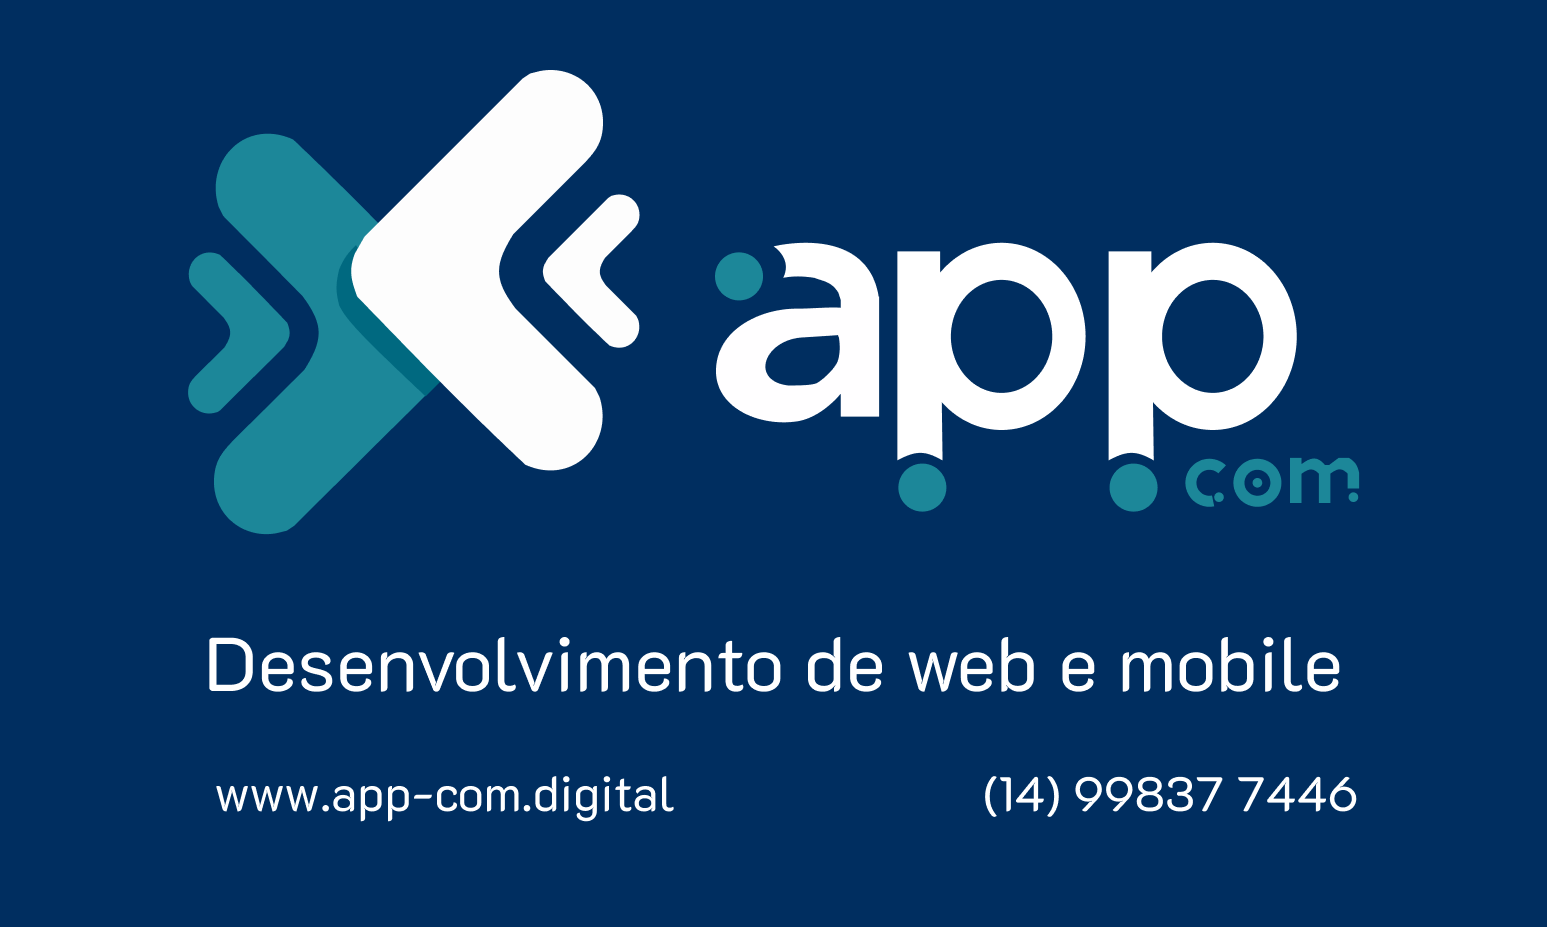 app
.com
Desenvolvimento de web e mobile
www.app-com.digital
(14) 99837 7446